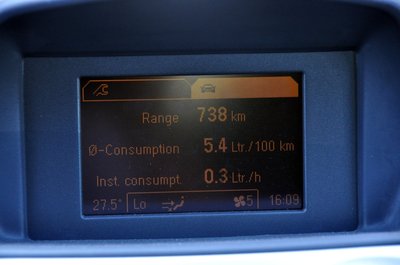 Range 738 km
Ø-Consumption 5.4 Ltr./100 km
Inst. consumpt. 0.3 Ltr./h
27.5° Lo 5 16:09